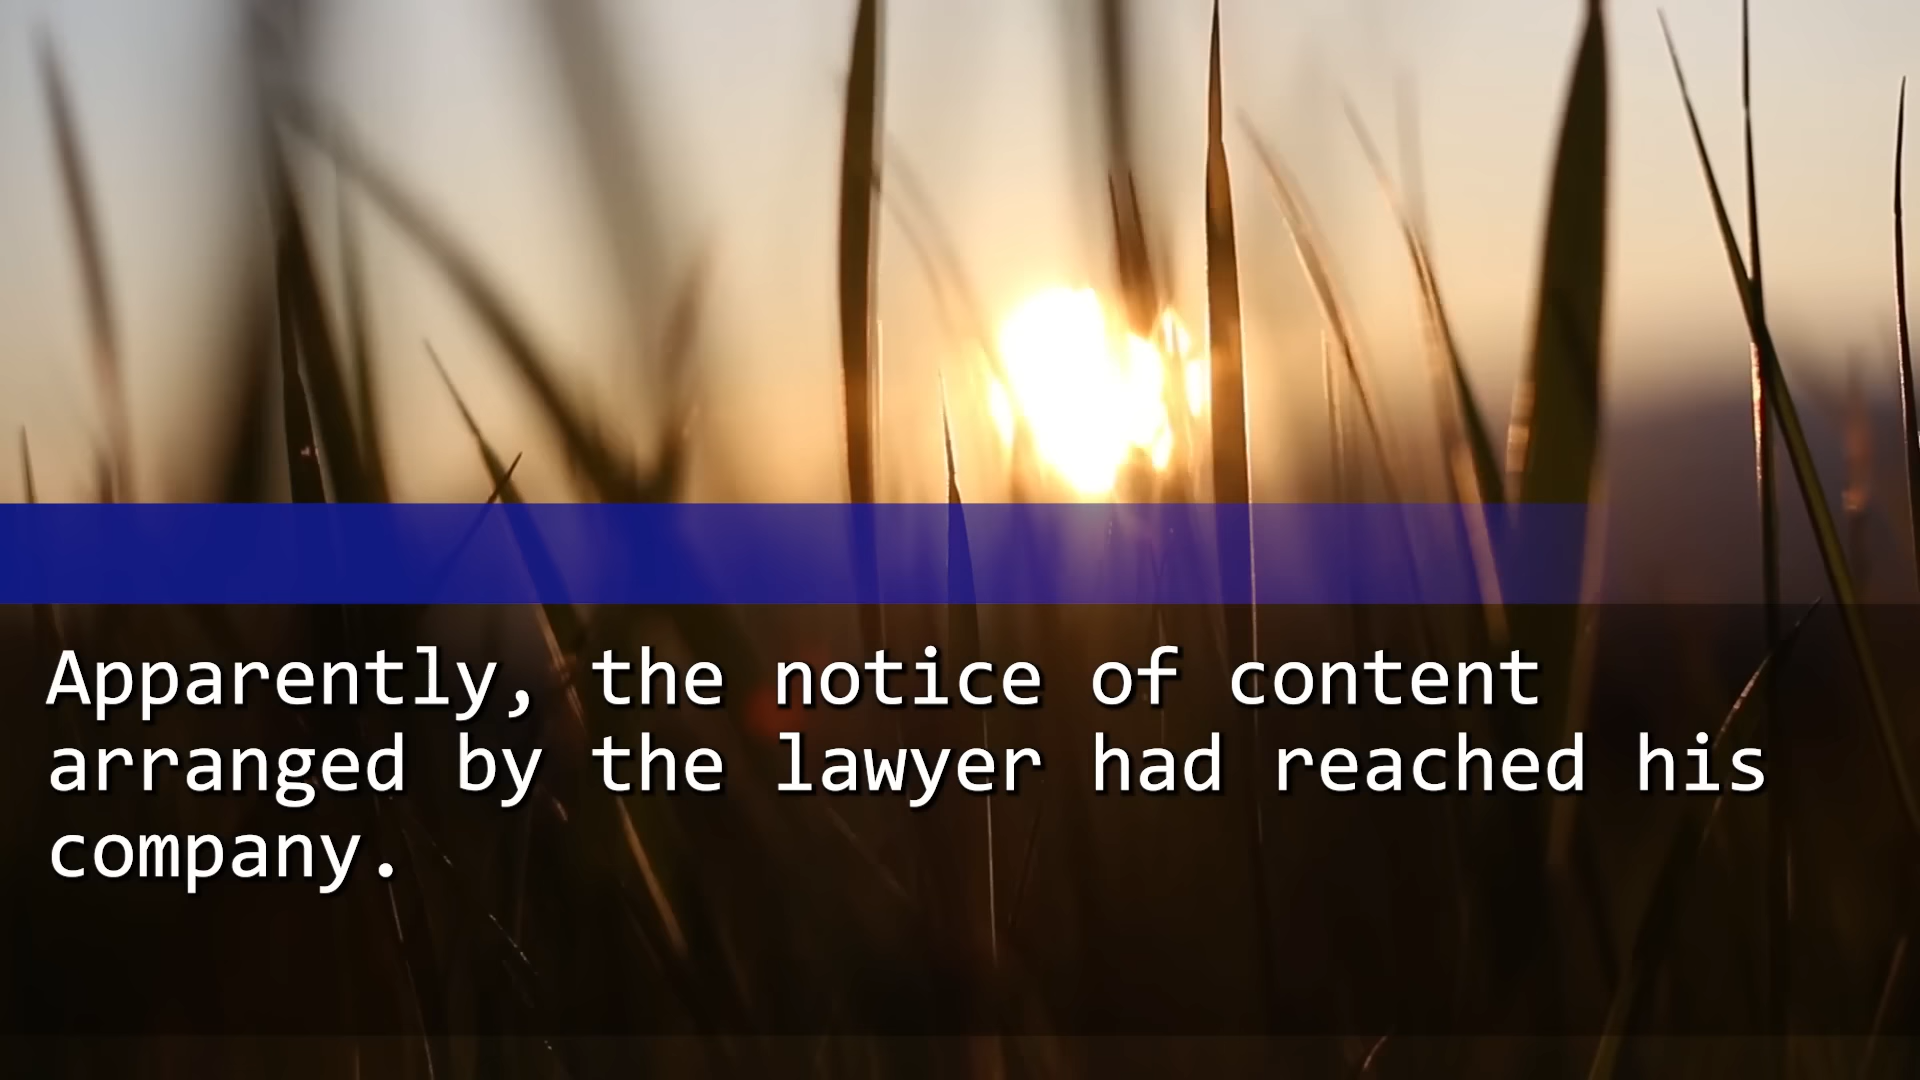 Apparently, the notice of content
arranged by the lawyer had reached his
company.